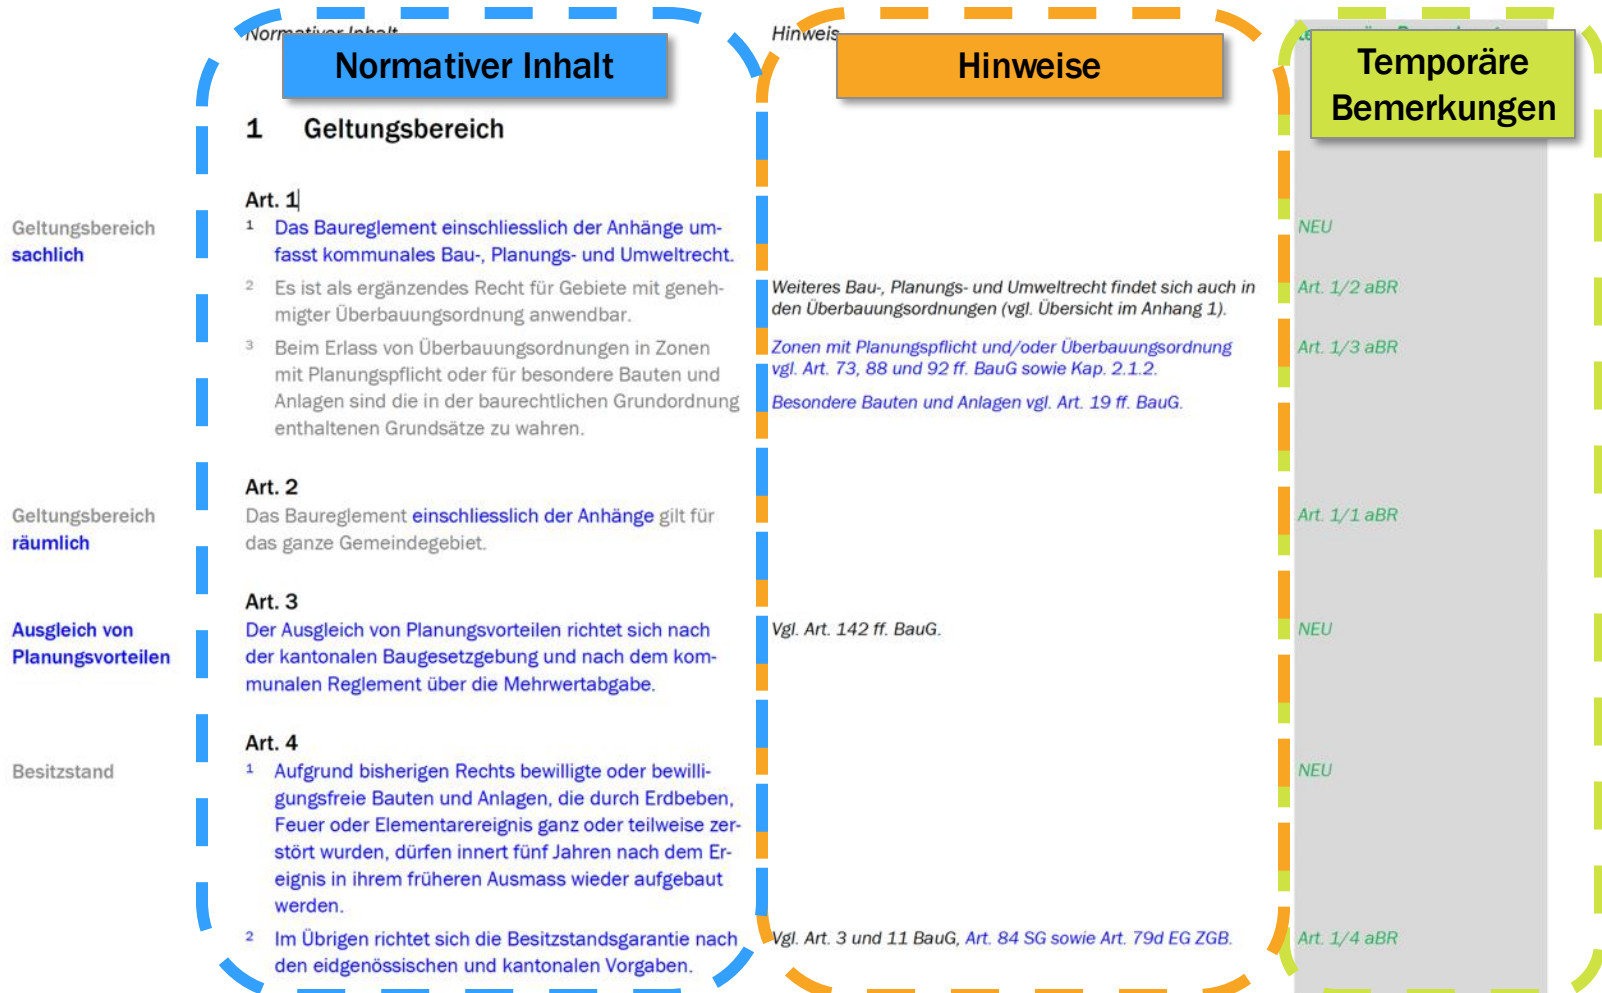 Normativer Inhalt
Hinweis
Normativer Inhalt
Hinweise
Temporäre
Bemerkungen
1 Geltungsbereich
Art. 1
Geltungsbereich
sachlich
1 Das Baureglement einschliesslich der Anhänge um-
fasst kommunales Bau-, Planungs- und Umweltrecht.
NEU
2 Es ist als ergänzendes Recht für Gebiete mit geneh-
migter Überbauungsordnung anwendbar.
Weiteres Bau-, Planungs- und Umweltrecht findet sich auch in
den Überbauungsordnungen (vgl. Übersicht im Anhang 1).
Art. 1/2 aBR
3 Beim Erlass von Überbauungsordnungen in Zonen
mit Planungspflicht oder für besondere Bauten und
Anlagen sind die in der baurechtlichen Grundordnung
enthaltenen Grundsätze zu wahren.
Zonen mit Planungspflicht und/oder Überbauungsordnung
vgl. Art. 73, 88 und 92 ff. BauG sowie Kap. 2.1.2.
Besondere Bauten und Anlagen vgl. Art. 19 ff. BauG.
Art. 1/3 aBR
Art. 2
Geltungsbereich
räumlich
Das Baureglement einschliesslich der Anhänge gilt für
das ganze Gemeindegebiet.
Art. 1/1 aBR
Art. 3
Ausgleich von
Planungsvorteilen
Der Ausgleich von Planungsvorteilen richtet sich nach
der kantonalen Baugesetzgebung und nach dem kom-
munalen Reglement über die Mehrwertabgabe.
Vgl. Art. 142 ff. BauG.
NEU
Art. 4
Besitzstand
1 Aufgrund bisherigen Rechts bewilligte oder bewilli-
gungsfreie Bauten und Anlagen, die durch Erdbeben,
Feuer oder Elementarereignis ganz oder teilweise zer-
stört wurden, dürfen innert fünf Jahren nach dem Er-
eignis in ihrem früheren Ausmass wieder aufgebaut
werden.
NEU
2 Im Übrigen richtet sich die Besitzstandsgarantie nach
den eidgenössischen und kantonalen Vorgaben.
Vgl. Art. 3 und 11 BauG, Art. 84 SG sowie Art. 79d EG ZGB.
Art. 1/4 aBR